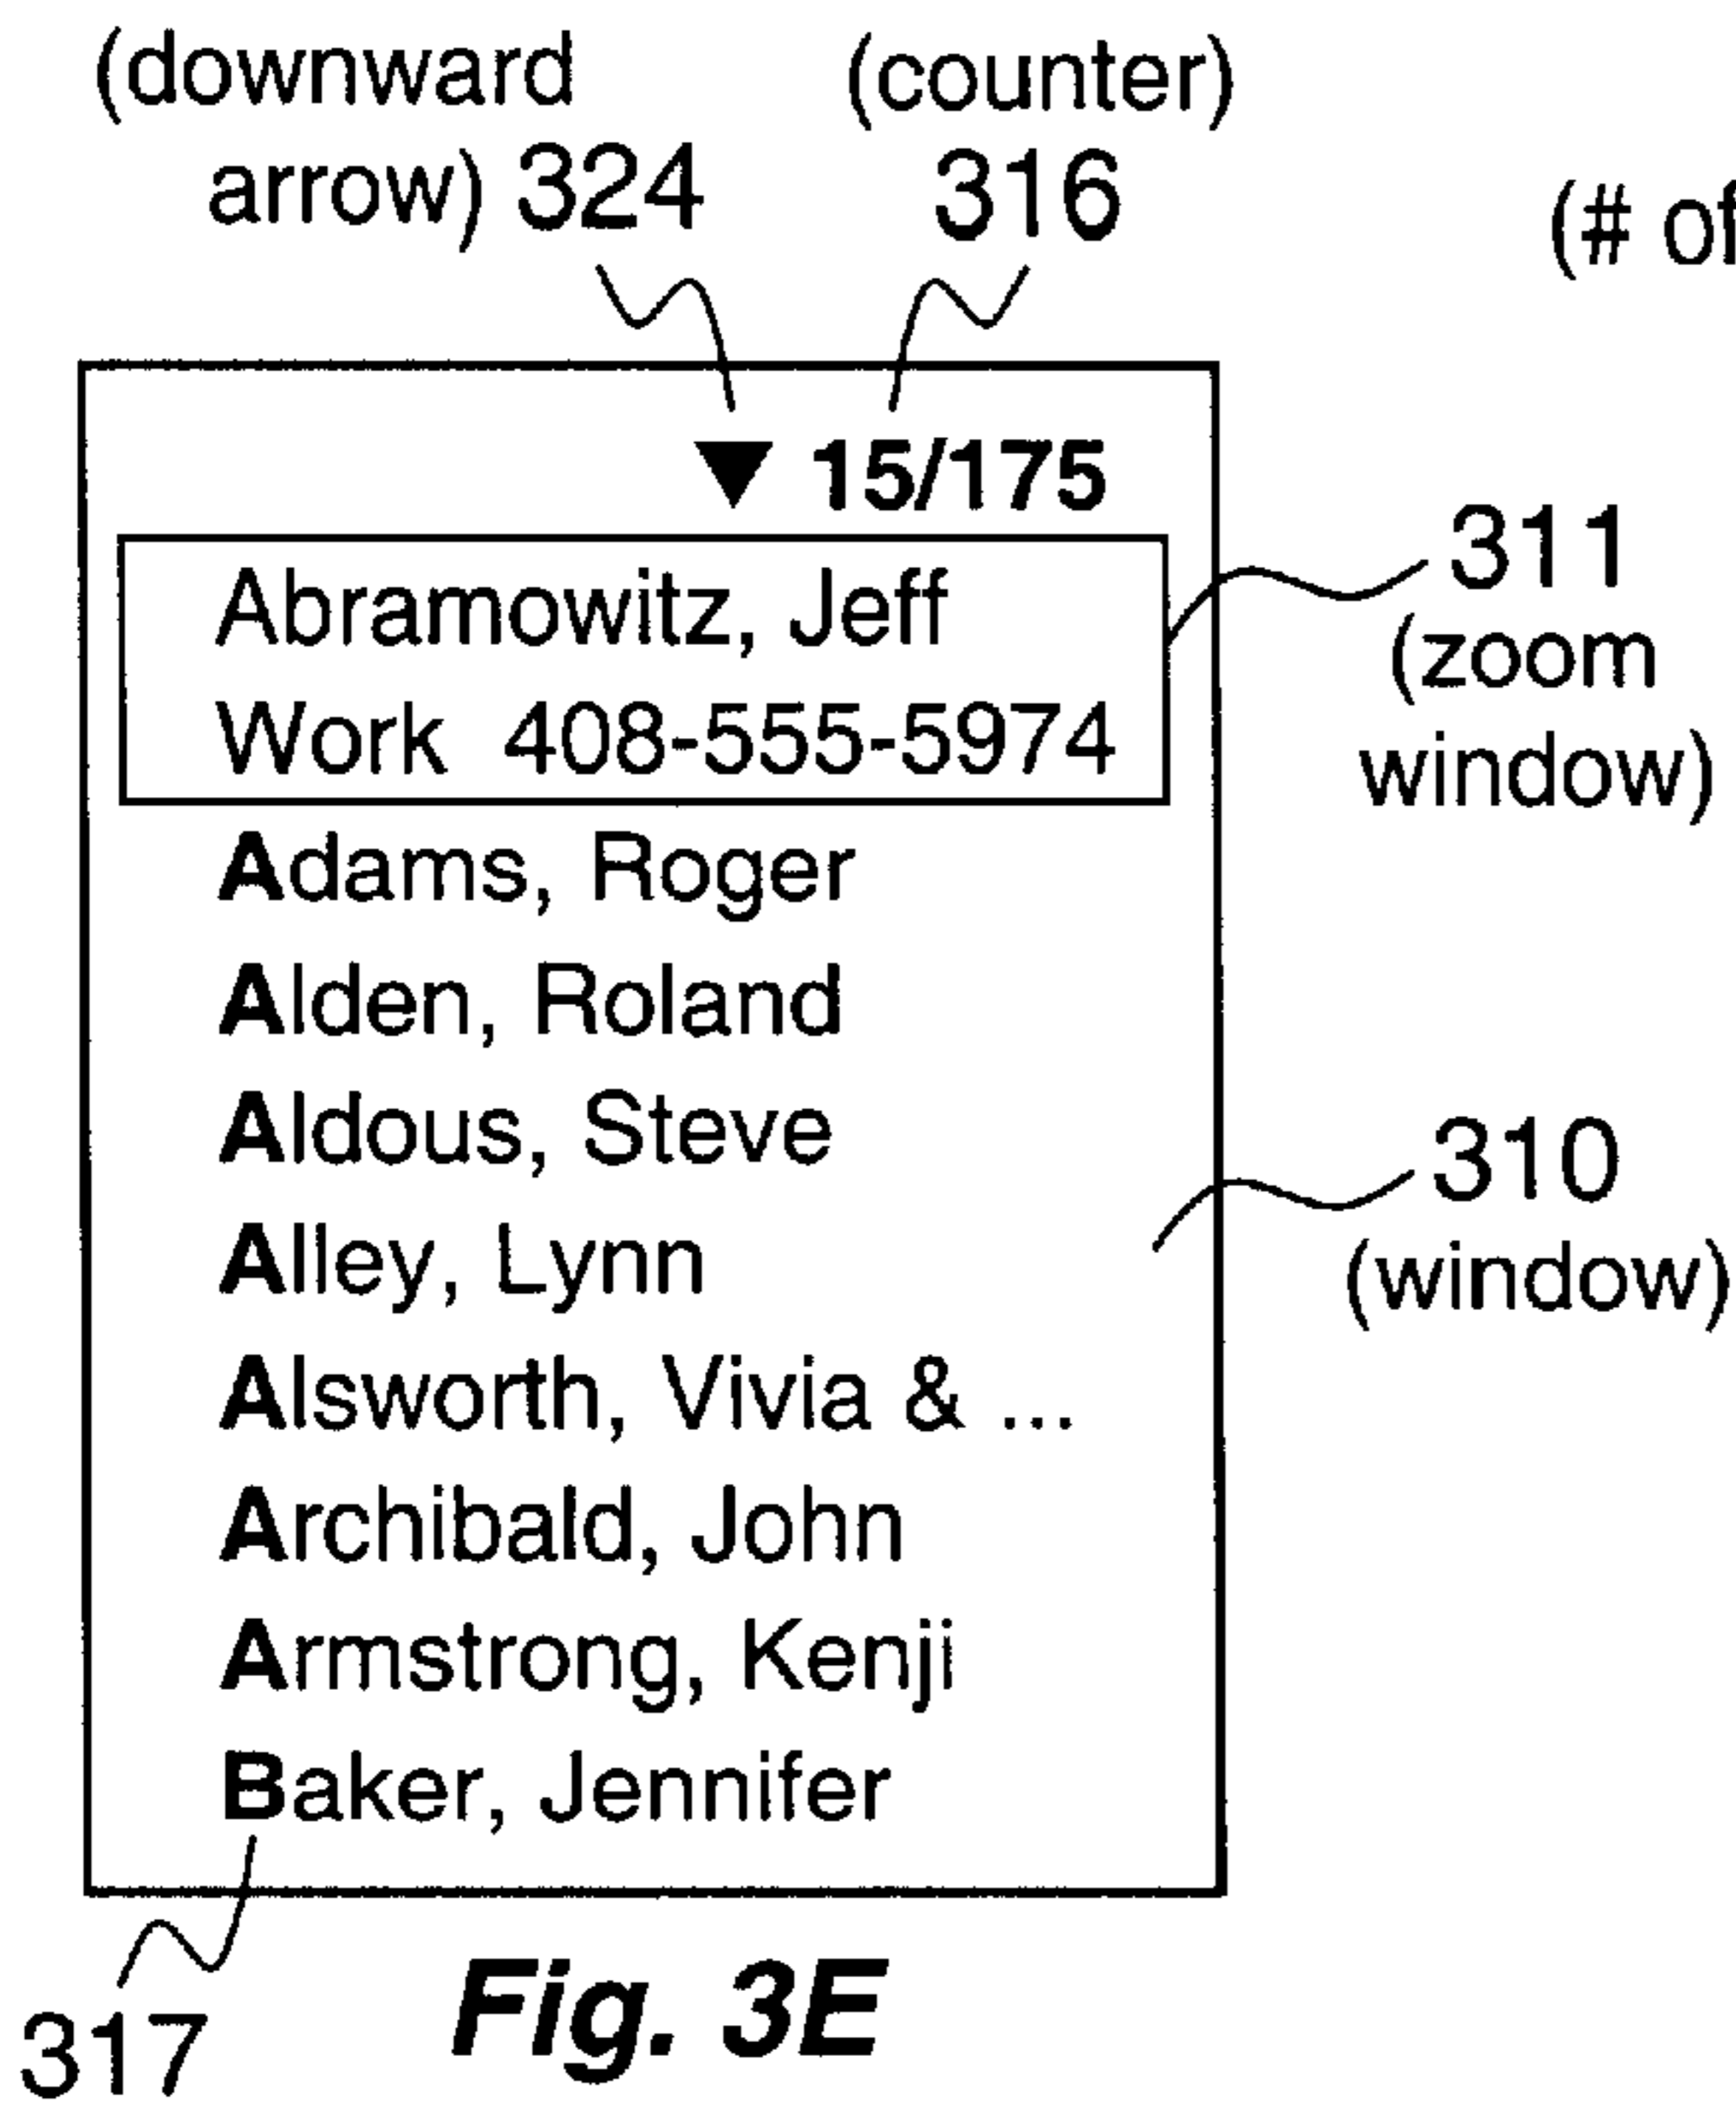 (downward
arrow) 324
(counter)
316
(# of
▼ 15/175
Abramowitz, Jeff
Work 408-555-5974
311
(zoom
window)
Adams, Roger
Alden, Roland
Aldous, Steve
Alley, Lynn
310
(window)
Alsworth, Vivia & ...
Archibald, John
Armstrong, Kenji
Baker, Jennifer
317
Fig. 3E